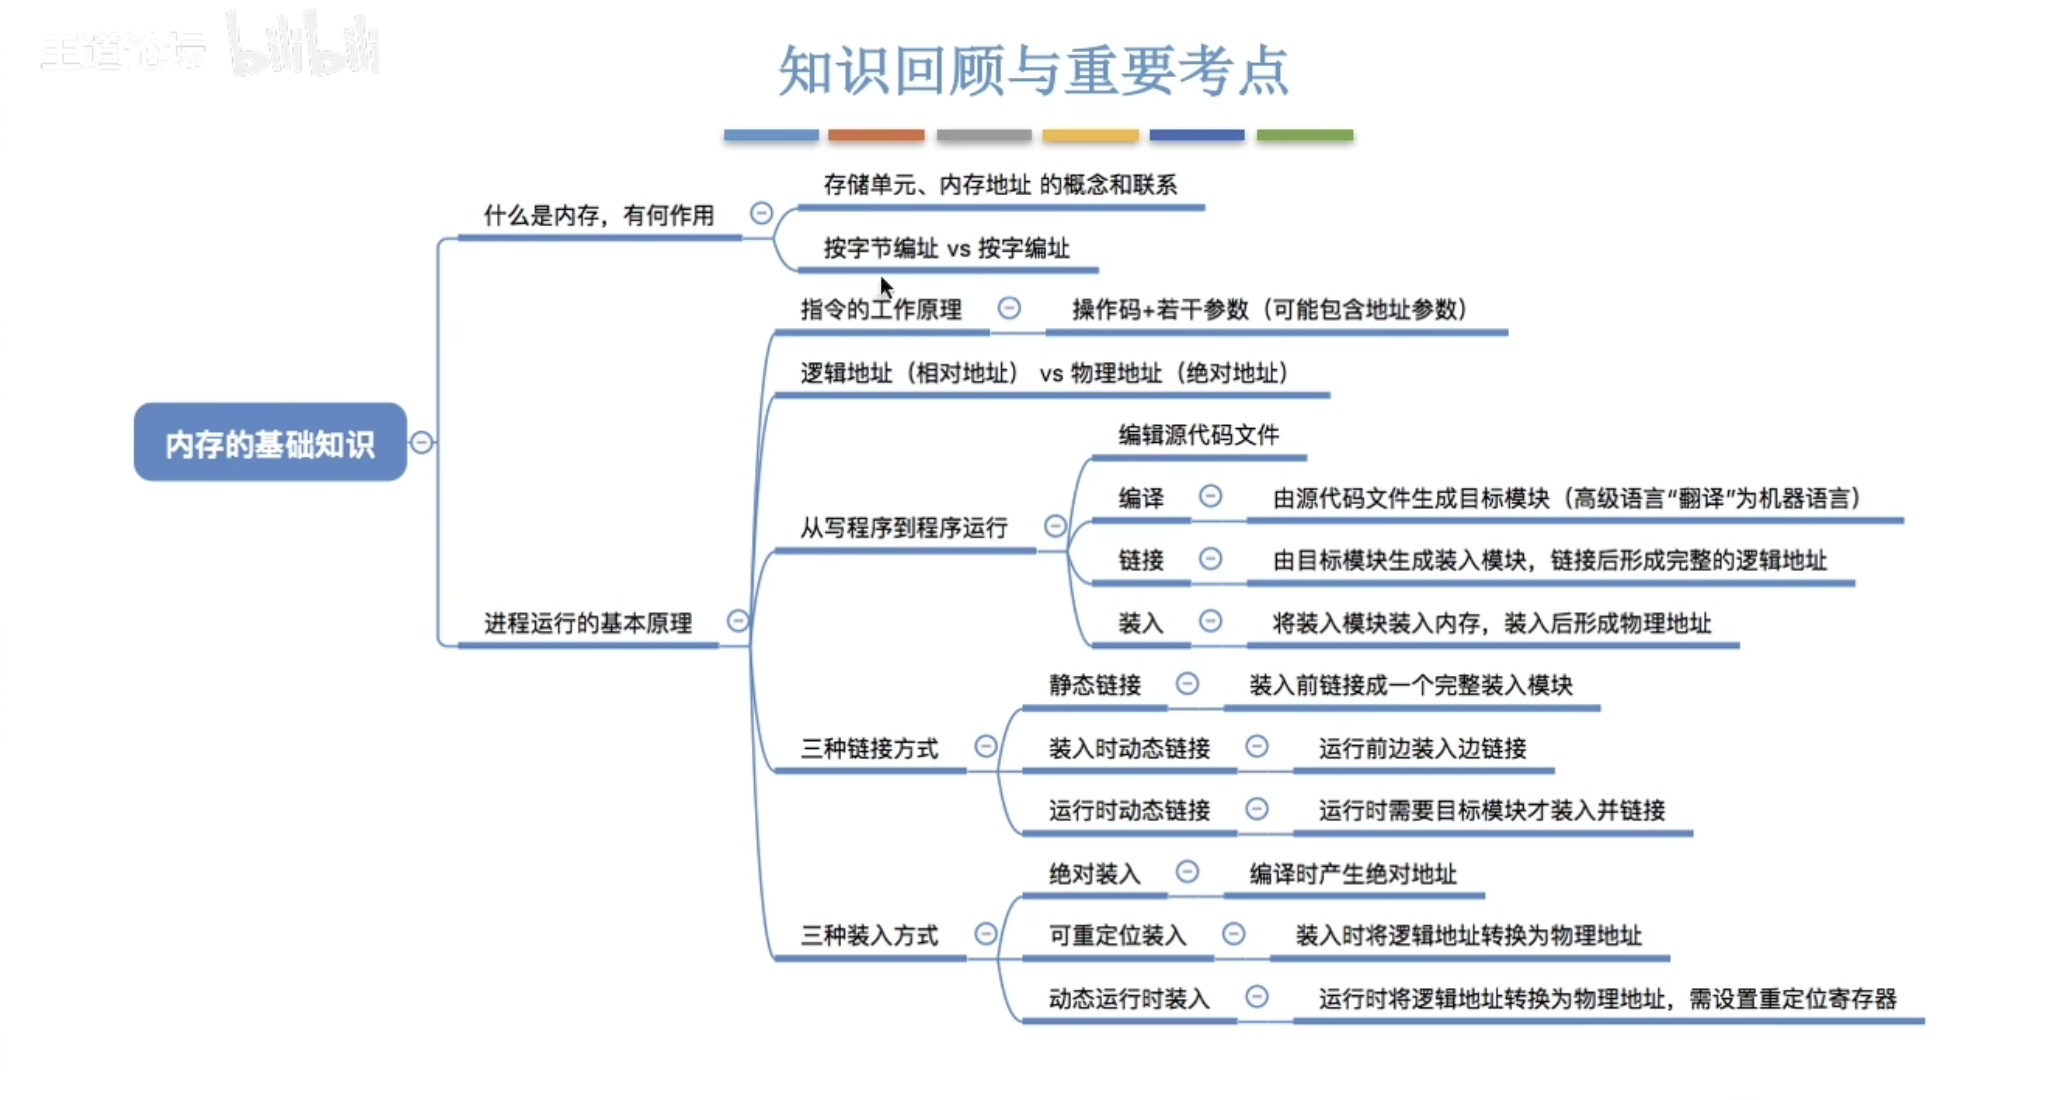 王道论坛 bilibili
知识回顾与重要考点
存储单元、内存地址 的概念和联系
什么是内存，有何作用
按字节编址 vs 按字编址
指令的工作原理
操作码+若干参数（可能包含地址参数）
逻辑地址（相对地址） vs 物理地址（绝对地址）
内存的基础知识
编辑源代码文件
编译
由源代码文件生成目标模块（高级语言“翻译”为机器语言）
从写程序到程序运行
链接
由目标模块生成装入模块，链接后形成完整的逻辑地址
装入
将装入模块装入内存，装入后形成物理地址
进程运行的基本原理
静态链接
装入前链接成一个完整装入模块
三种链接方式
装入时动态链接
运行前边装入边链接
运行时动态链接
运行时需要目标模块才装入并链接
绝对装入
编译时产生绝对地址
三种装入方式
可重定位装入
装入时将逻辑地址转换为物理地址
动态运行时装入
运行时将逻辑地址转换为物理地址，需设置重定位寄存器